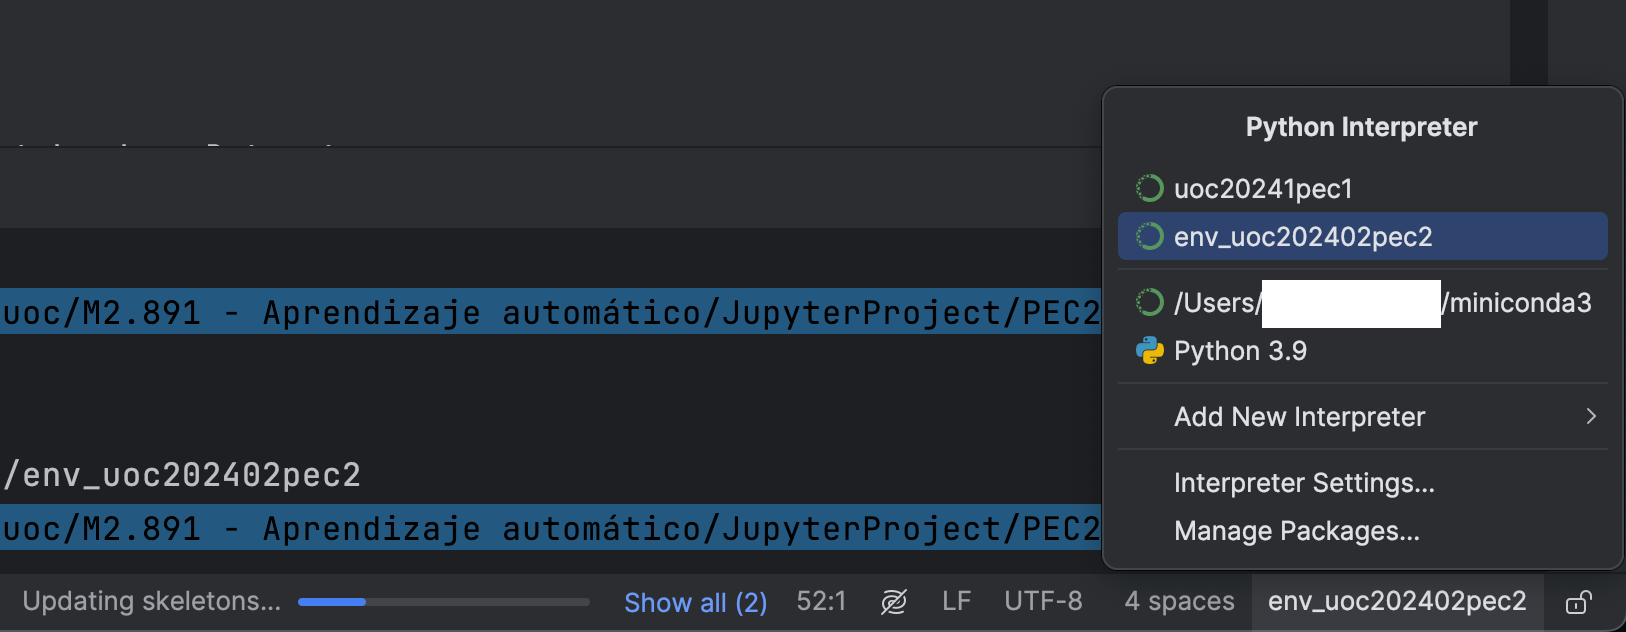 Python Interpreter
uoc20241pec1
env_uoc202402pec2
/Users/
/miniconda3
Python 3.9
Add New Interpreter
Interpreter Settings...
Manage Packages...
uoc/M2.891 - Aprendizaje automático/JupyterProject/PEC2
/env_uoc202402pec2
uoc/M2.891 - Aprendizaje automático/JupyterProject/PEC2
Updating skeletons... Show all (2) 52:1 LF UTF-8 4 spaces env_uoc202402pec2